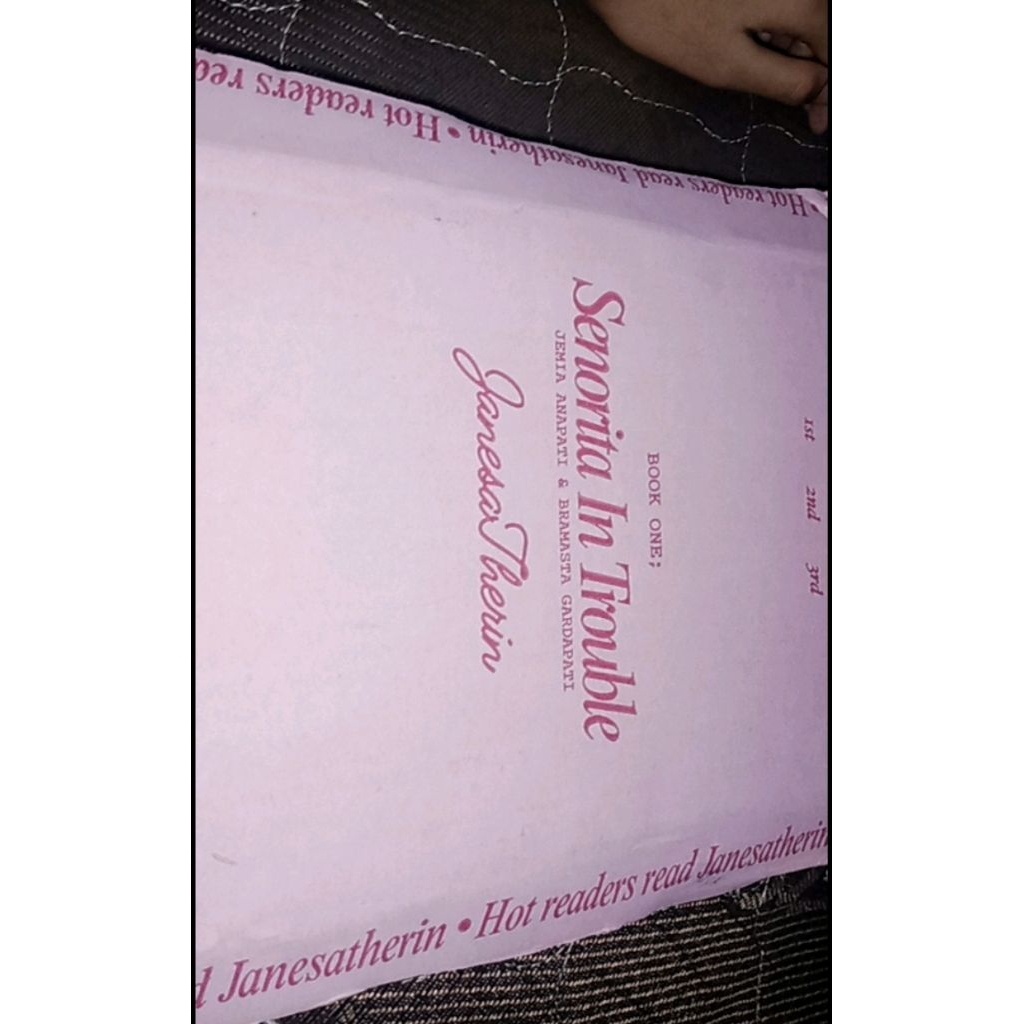 1st 2nd 3rd
BOOK ONE;
Senorita In Trouble
JEMIA ANAPATI & BRAMASTA GARDAPATI
JanesaTherin
• Hot readers read Janesatherin • Hot readers rea
d Janesatherin • Hot readers read Janesatherin